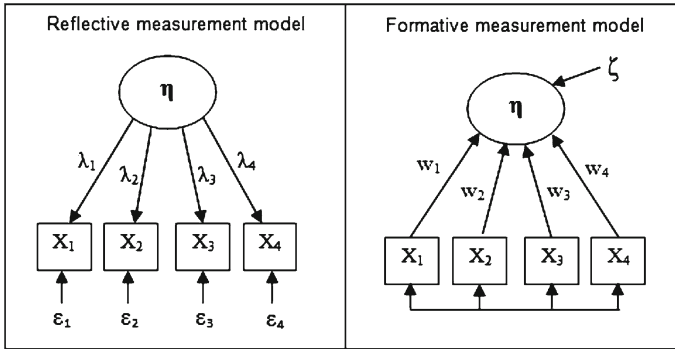 Reflective measurement model
η
λ1 λ2 λ3 λ4
X1 X2 X3 X4
ε1 ε2 ε3 ε4
Formative measurement model
ζ
η
w1 w2 w3 w4
X1 X2 X3 X4